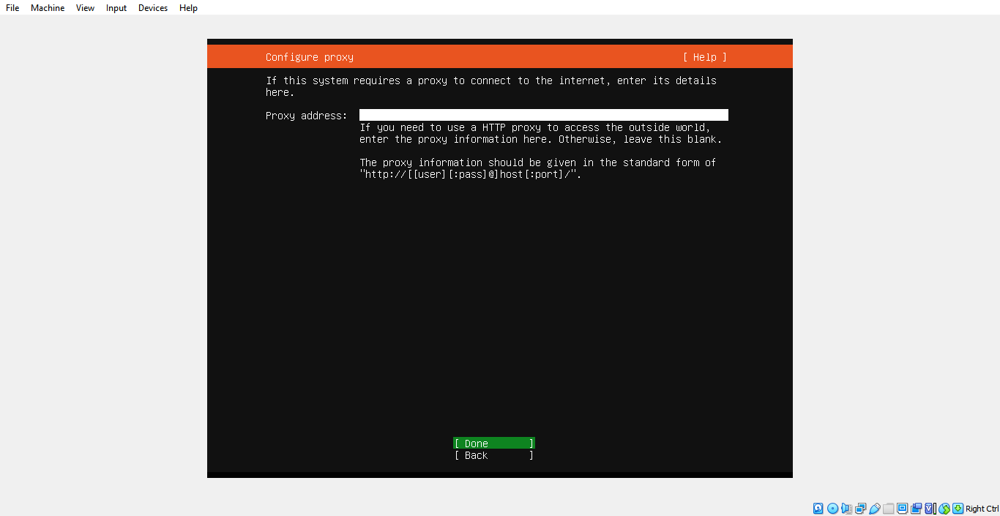 File Machine View Input Devices Help
Configure proxy [ Help ]
If this system requires a proxy to connect to the internet, enter its details
here.
Proxy address:
If you need to use a HTTP proxy to access the outside world,
enter the proxy information here. Otherwise, leave this blank.
The proxy information should be given in the standard form of
"http://[[user][:pass]@]host[:port]/".
[ Done ]
[ Back ]
Right Ctrl